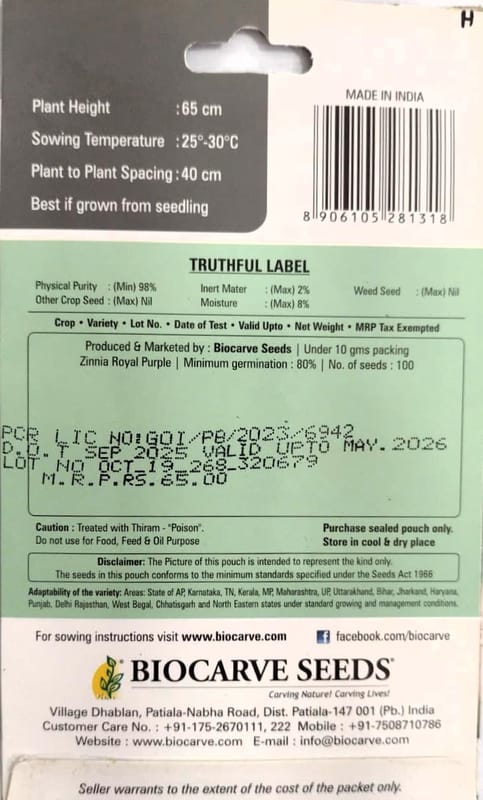 H
Plant Height : 65 cm
Sowing Temperature : 25°-30°C
Plant to Plant Spacing : 40 cm
Best if grown from seedling
MADE IN INDIA
8 906105 281318
TRUTHFUL LABEL
Physical Purity : (Min) 98% Inert Mater : (Max) 2% Weed Seed : (Max) Nil
Other Crop Seed : (Max) Nil Moisture : (Max) 8%
Crop • Variety • Lot No. • Date of Test • Valid Upto • Net Weight • MRP Tax Exempted
Produced & Marketed by : Biocarve Seeds | Under 10 gms packing
Zinnia Royal Purple | Minimum germination : 80% | No. of seeds : 100
PCR LIC NO:GOI/PB/2023/6942
D.O.T SEP 2025 VALID UPTO MAY.2026
LOT NO OCT_19_268_320679
M.R.P.RS.65.00
Caution : Treated with Thiram - "Poison".
Do not use for Food, Feed & Oil Purpose
Purchase sealed pouch only.
Store in cool & dry place
Disclaimer: The Picture of this pouch is intended to represent the kind only.
The seeds in this pouch conforms to the minimum standards specified under the Seeds Act 1966
Adaptability of the variety: Areas: State of AP, Karnataka, TN, Kerala, MP, Maharashtra, UP, Uttarakhand, Bihar, Jharkand, Haryana,
Punjab, Delhi Rajasthan, West Begal, Chhatisgarh and North Eastern states under standard growing and management conditions.
For sowing instructions visit www.biocarve.com f facebook.com/biocarve
BIOCARVE SEEDS®
Carving Nature! Carving Lives!
Village Dhablan, Patiala-Nabha Road, Dist. Patiala-147 001 (Pb.) India
Customer Care No. : +91-175-2670111, 222 Mobile : +91-7508710786
Website : www.biocarve.com E-mail : info@biocarve.com
Seller warrants to the extent of the cost of the packet only.